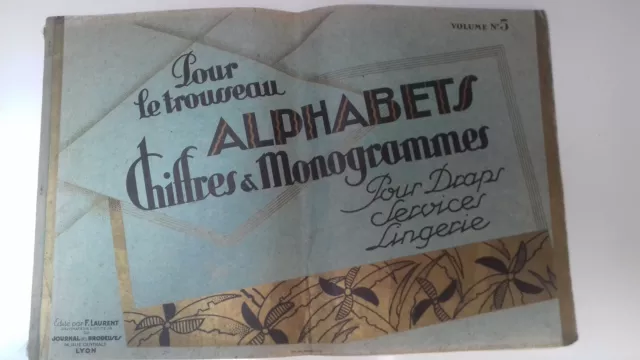 VOLUME N°3
Pour
le trousseau
ALPHABETS
Chiffres & Monogrammes
Pour Draps
Services
Lingerie
Édité par F. LAURENT
DU
JOURNAL DES BRODEUSES
LYON